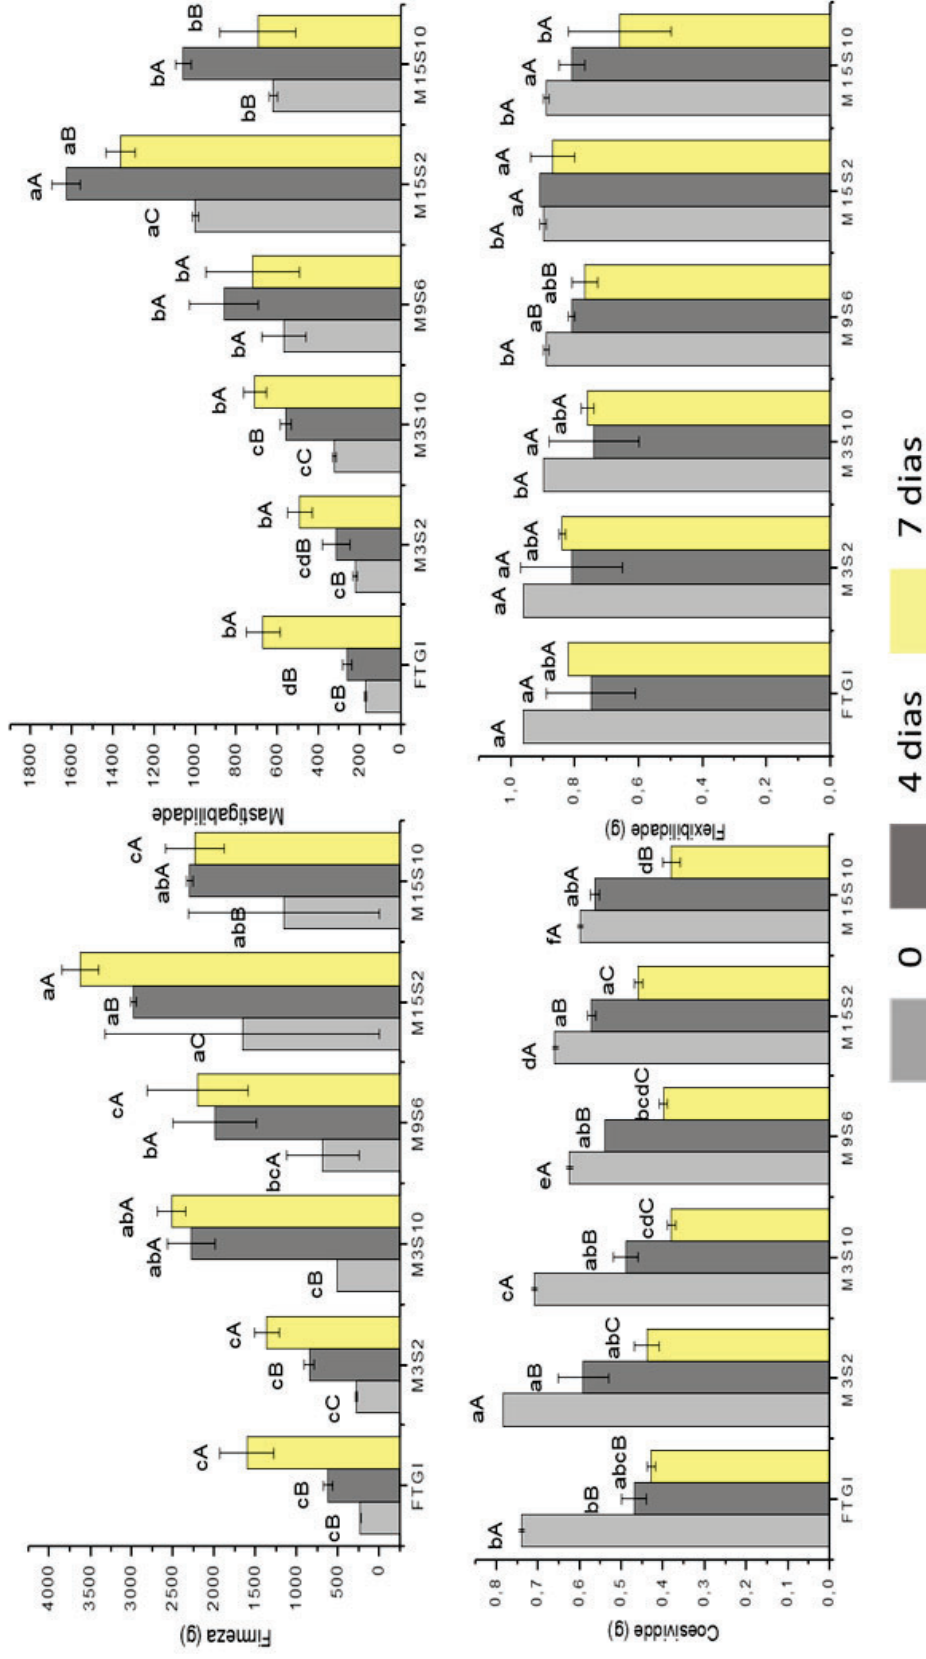 Firmeza (g)
4000
3500
3000
2500
2000
1500
1000
500
0
cB cB cA
cC cB cA
cB abA abA
bcA bA cA
aC aB aA
abB abA cA
FTGI M3S2 M3S10 M9S6 M15S2 M15S10
Mastigabilidade
1800
1600
1400
1200
1000
800
600
400
200
0
cB dB bA
cB cdB bA
cC cB bA
bA bA bA
aC aA aB
bB bA bB
FTGI M3S2 M3S10 M9S6 M15S2 M15S10
Coesividde (g)
0,8
0,7
0,6
0,5
0,4
0,3
0,2
0,1
0,0
bA bB abcB
aA aB abC
cA abB cdC
eA abB bcdC
dA aB aC
fA abA dB
FTGI M3S2 M3S10 M9S6 M15S2 M15S10
Flexibilidade (g)
1,0
0,8
0,6
0,4
0,2
0,0
aA aA abA
aA aA abA
bA aA abA
bA aB abB
bA aA aA
bA aA bA
FTGI M3S2 M3S10 M9S6 M15S2 M15S10
0 4 dias 7 dias